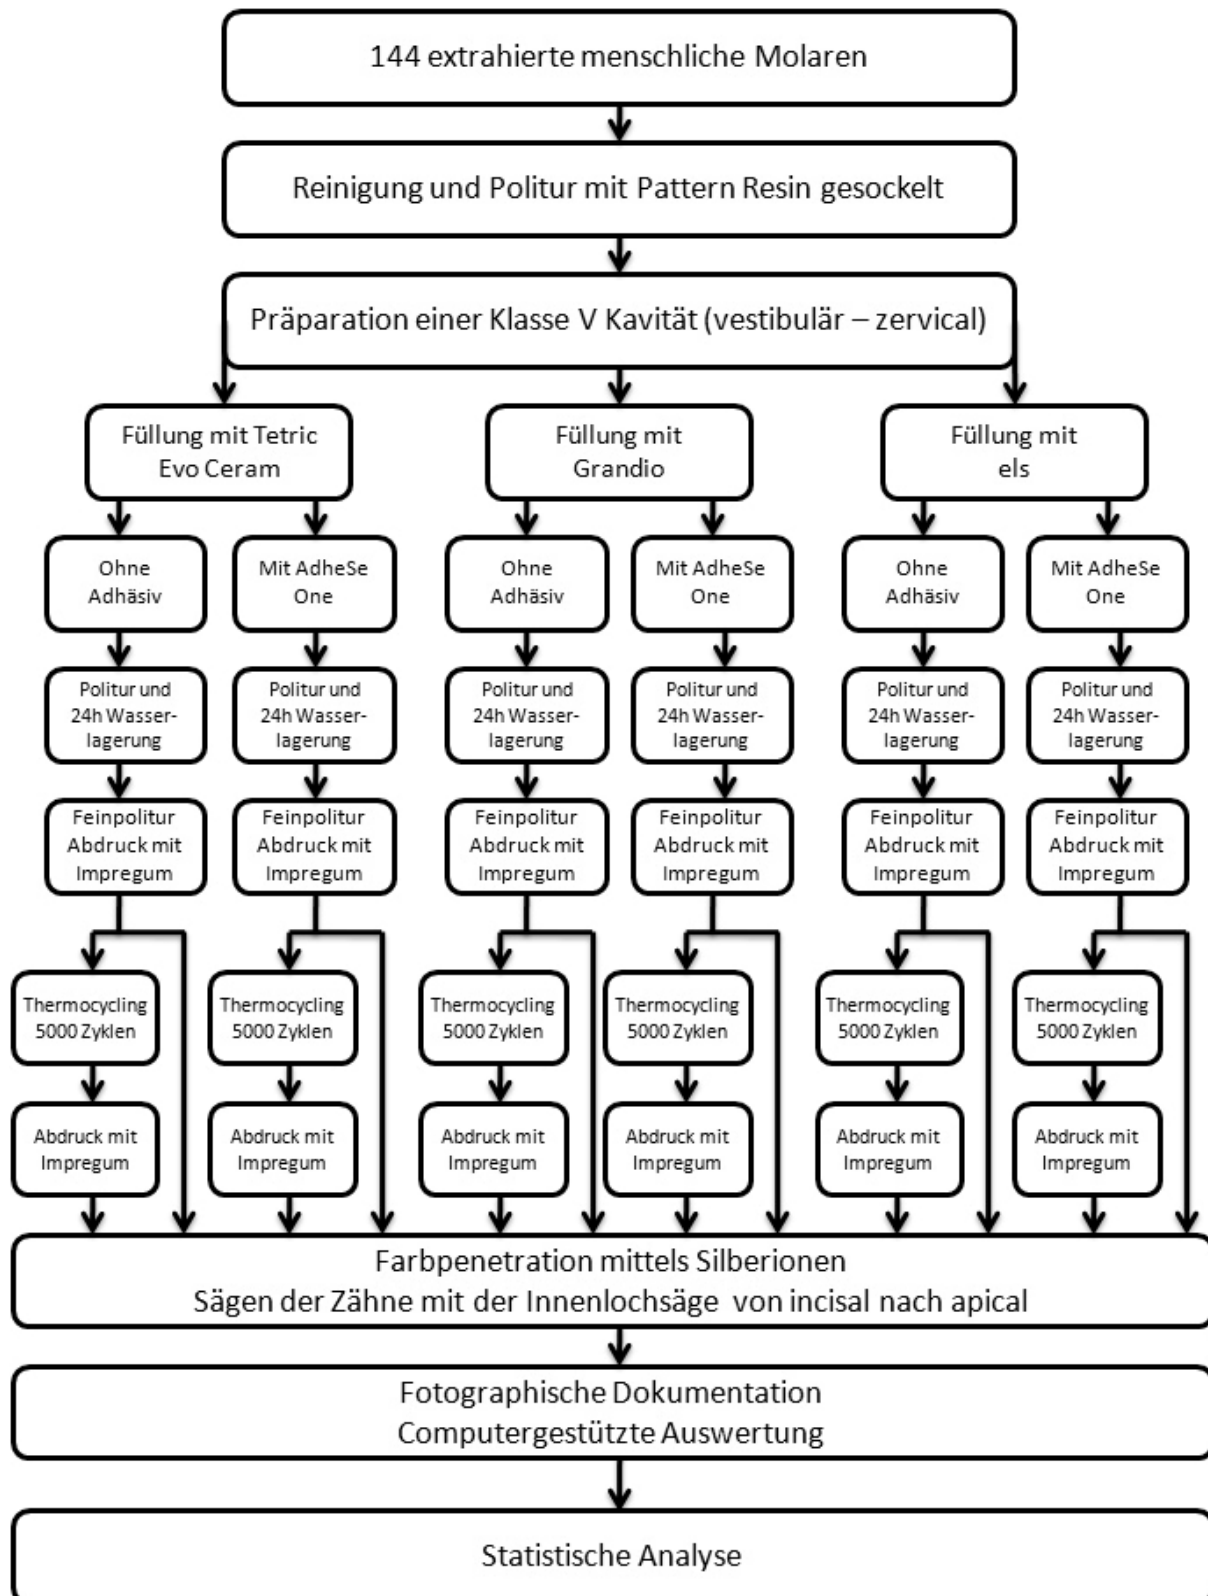 144 extrahierte menschliche Molaren
Reinigung und Politur mit Pattern Resin gesockelt
Präparation einer Klasse V Kavität (vestibulär – zervical)
Füllung mit Tetric
Evo Ceram
Füllung mit
Grandio
Füllung mit
els
Ohne
Adhäsiv
Mit AdheSe
One
Ohne
Adhäsiv
Mit AdheSe
One
Ohne
Adhäsiv
Mit AdheSe
One
Politur und
24h Wasser-
lagerung
Politur und
24h Wasser-
lagerung
Politur und
24h Wasser-
lagerung
Politur und
24h Wasser-
lagerung
Politur und
24h Wasser-
lagerung
Politur und
24h Wasser-
lagerung
Feinpolitur
Abdruck mit
Impregum
Feinpolitur
Abdruck mit
Impregum
Feinpolitur
Abdruck mit
Impregum
Feinpolitur
Abdruck mit
Impregum
Feinpolitur
Abdruck mit
Impregum
Feinpolitur
Abdruck mit
Impregum
Thermocycling
5000 Zyklen
Thermocycling
5000 Zyklen
Thermocycling
5000 Zyklen
Thermocycling
5000 Zyklen
Thermocycling
5000 Zyklen
Thermocycling
5000 Zyklen
Abdruck mit
Impregum
Abdruck mit
Impregum
Abdruck mit
Impregum
Abdruck mit
Impregum
Abdruck mit
Impregum
Abdruck mit
Impregum
Farbpenetration mittels Silberionen
Sägen der Zähne mit der Innenlochsäge von incisal nach apical
Fotographische Dokumentation
Computergestützte Auswertung
Statistische Analyse